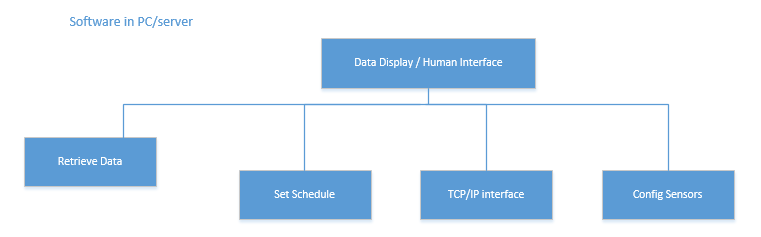 Software in PC/server
Data Display / Human Interface
Retrieve Data
Set Schedule
TCP/IP interface
Config Sensors